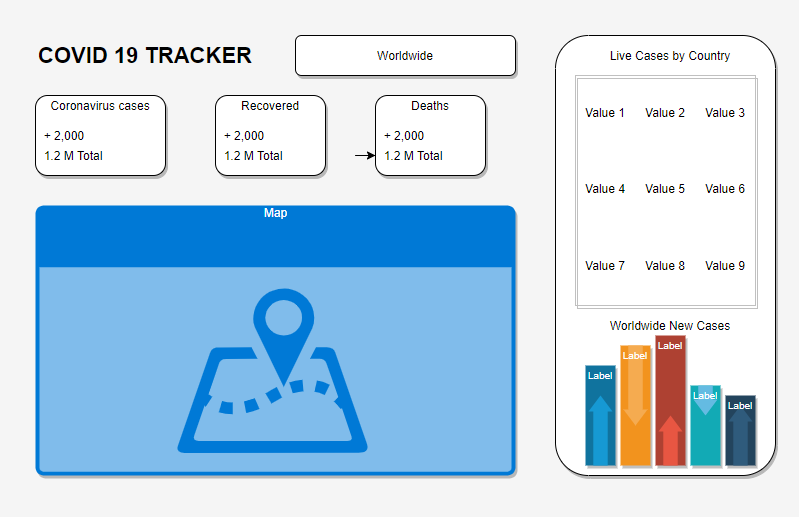 COVID 19 TRACKER
Worldwide
Coronavirus cases
+ 2,000
1.2 M Total
Recovered
+ 2,000
1.2 M Total
Deaths
+ 2,000
1.2 M Total
Map
Live Cases by Country
Value 1 Value 2 Value 3
Value 4 Value 5 Value 6
Value 7 Value 8 Value 9
Worldwide New Cases
Label
Label
Label
Label
Label